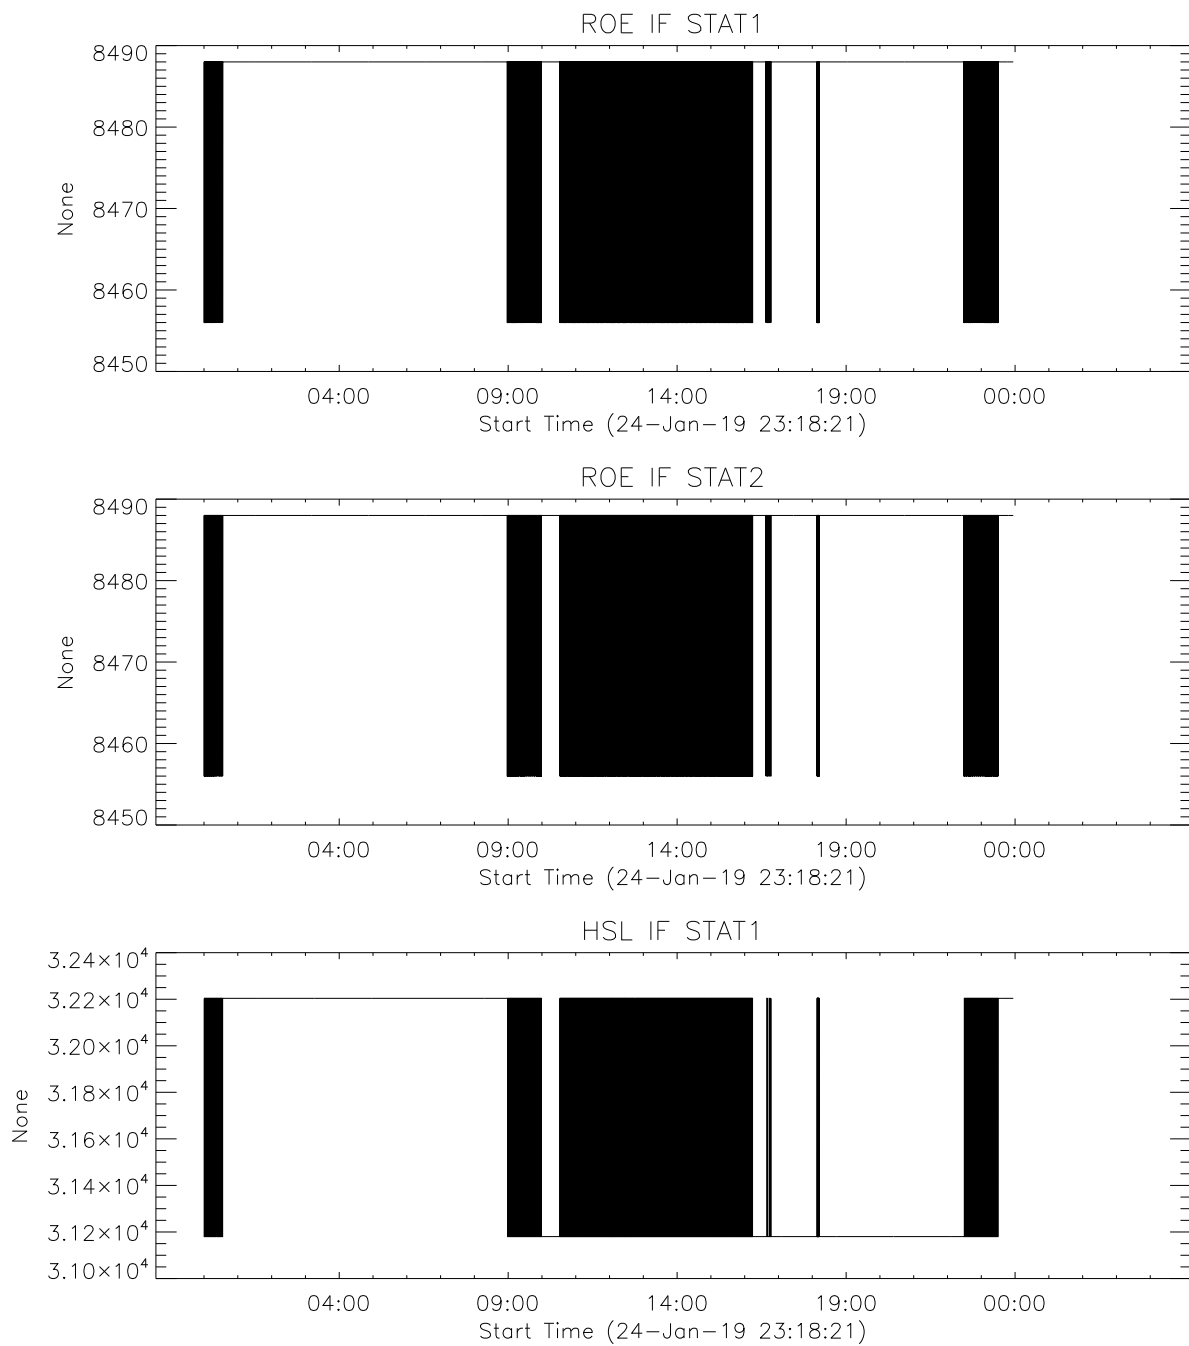 ROE IF STAT1
8490
8480
8470
8460
8450
None
04:00 09:00 14:00 19:00 00:00
Start Time (24-Jan-19 23:18:21)
ROE IF STAT2
8490
8480
8470
8460
8450
None
04:00 09:00 14:00 19:00 00:00
Start Time (24-Jan-19 23:18:21)
HSL IF STAT1
3.24×10⁴
3.22×10⁴
3.20×10⁴
3.18×10⁴
3.16×10⁴
3.14×10⁴
3.12×10⁴
3.10×10⁴
None
04:00 09:00 14:00 19:00 00:00
Start Time (24-Jan-19 23:18:21)